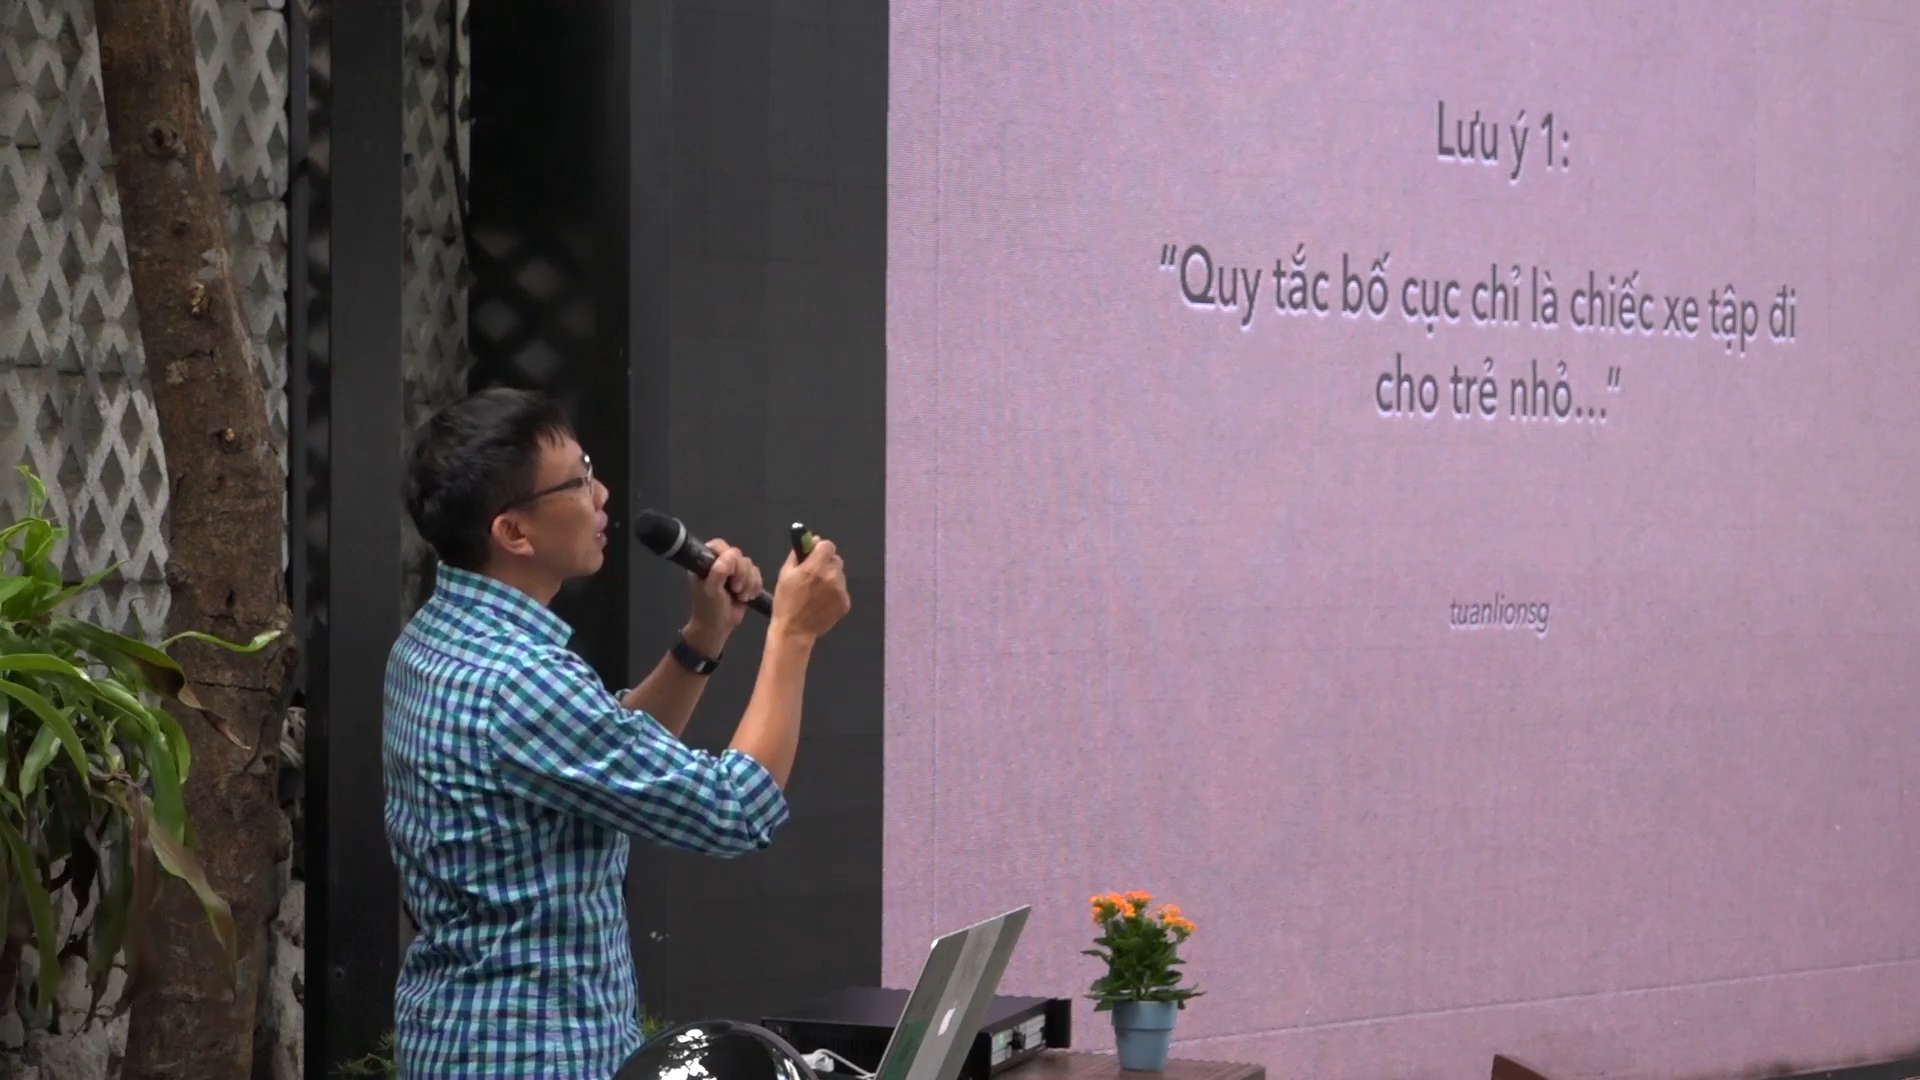 Lưu ý 1:
“Quy tắc bố cục chỉ là chiếc xe tập đi
cho trẻ nhỏ...“
tuanlionsg